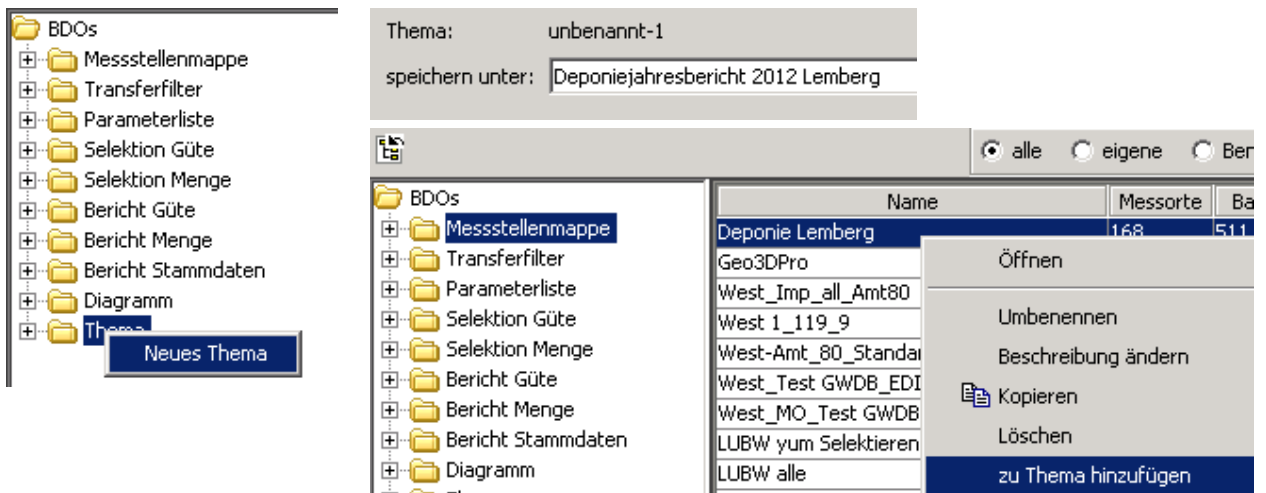 BDOs
Messstellenmappe
Transferfilter
Parameterliste
Selektion Güte
Selektion Menge
Bericht Güte
Bericht Menge
Bericht Stammdaten
Diagramm
Thema
Neues Thema
Thema: unbenannt-1
speichern unter: Deponiejahresbericht 2012 Lemberg
alle eigene
BDOs
Messstellenmappe
Transferfilter
Parameterliste
Selektion Güte
Selektion Menge
Bericht Güte
Bericht Menge
Bericht Stammdaten
Diagramm
Name Messorte
Deponie Lemberg 168 511
Geo3DPro
West_Imp_all_Amt80
West 1_119_9
West-Amt_80_Standa
West_Test GWDB_EDI
West_MO_Test GWDB
LUBW yum Selektieren
LUBW alle
Öffnen
Umbenennen
Beschreibung ändern
Kopieren
Löschen
zu Thema hinzufügen